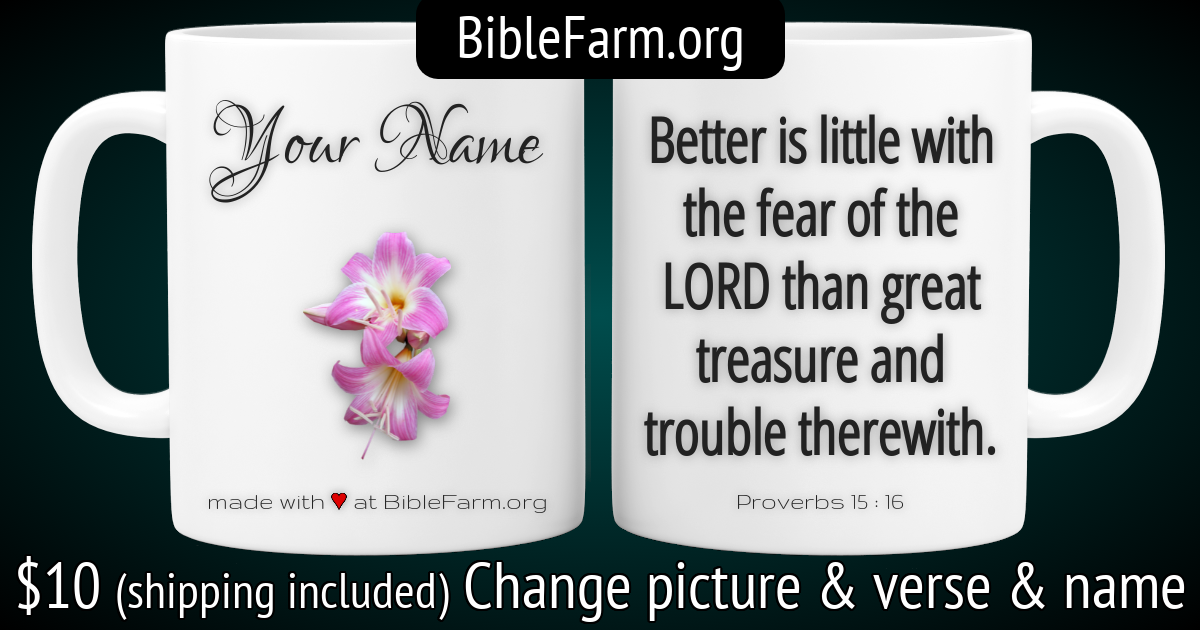 BibleFarm.org
Your Name
made with ♥ at BibleFarm.org
Better is little with
the fear of the
LORD than great
treasure and
trouble therewith.
Proverbs 15 : 16
$10 (shipping included) Change picture & verse & name